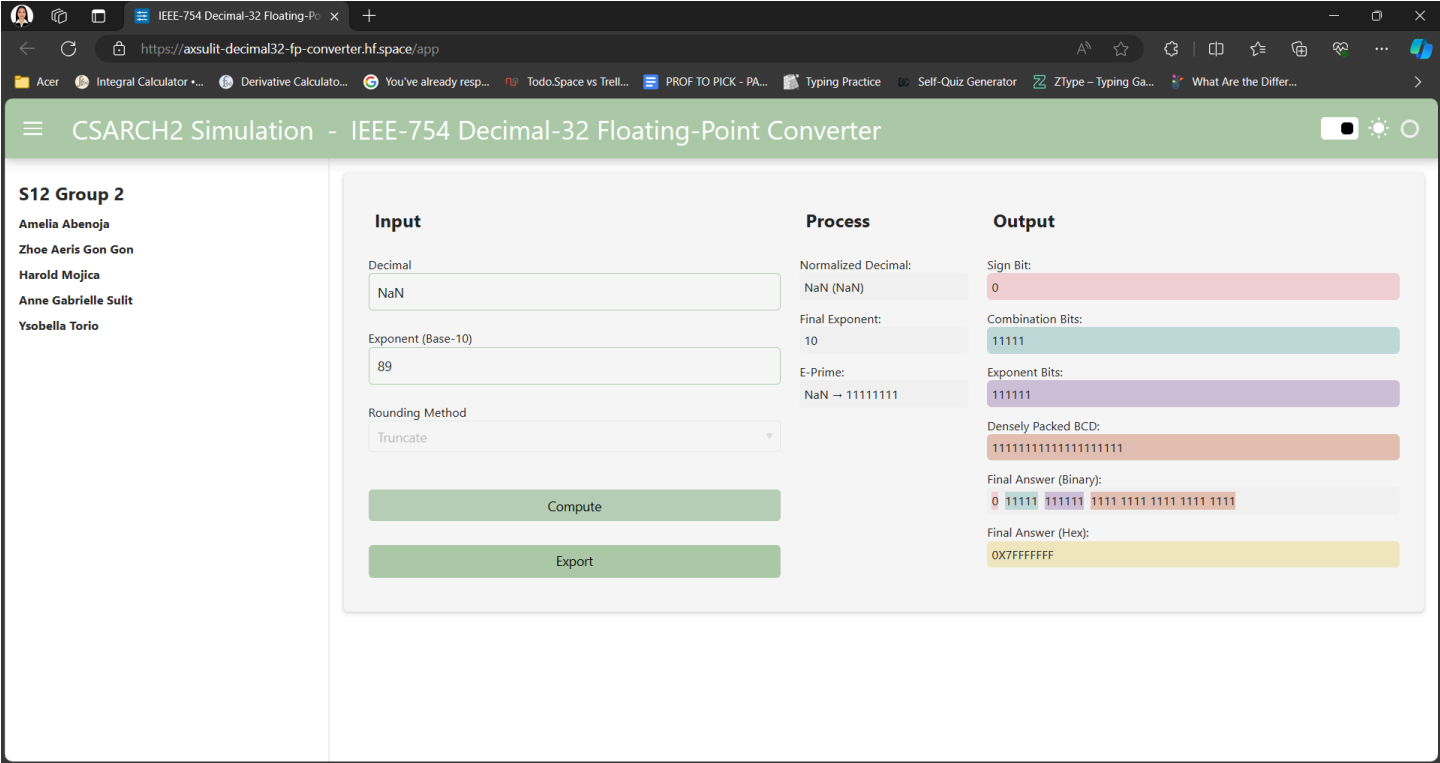 IEEE-754 Decimal-32 Floating-Po
https://axsulit-decimal32-fp-converter.hf.space/app
Acer
Integral Calculator •...
Derivative Calculato...
You've already resp...
Todo.Space vs Trell...
PROF TO PICK - PA...
Typing Practice
Self-Quiz Generator
ZType – Typing Ga...
What Are the Differ...
CSARCH2 Simulation - IEEE-754 Decimal-32 Floating-Point Converter
S12 Group 2
Amelia Abenoja
Zhoe Aeris Gon Gon
Harold Mojica
Anne Gabrielle Sulit
Ysobella Torio
Input
Decimal
NaN
Exponent (Base-10)
89
Rounding Method
Truncate
Compute
Export
Process
Normalized Decimal:
NaN (NaN)
Final Exponent:
10
E-Prime:
NaN → 11111111
Output
Sign Bit:
0
Combination Bits:
11111
Exponent Bits:
111111
Densely Packed BCD:
11111111111111111111
Final Answer (Binary):
0 11111 111111 1111 1111 1111 1111 1111
Final Answer (Hex):
0X7FFFFFFF